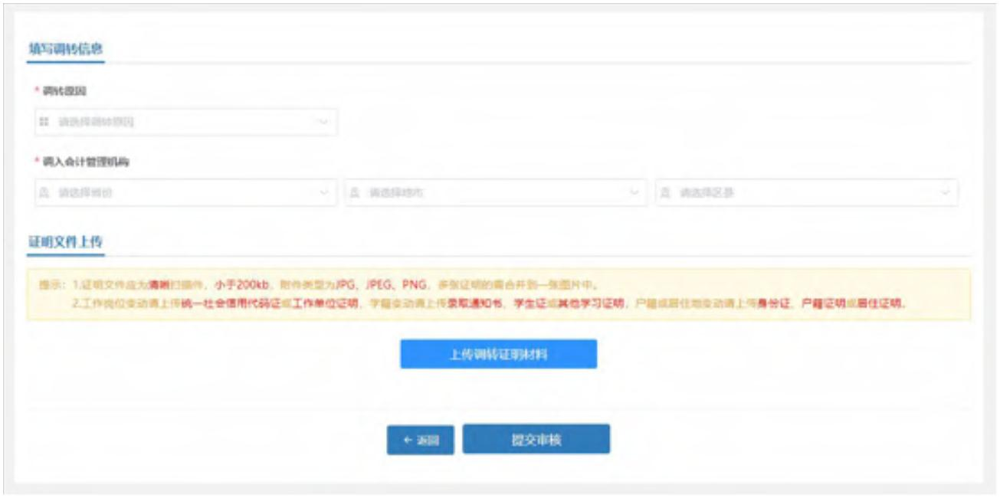 填写调转信息
* 调转原因
请选择调转原因
* 调入会计管理机构
请选择省份 请选择地市 请选择区县
证明文件上传
提示：1.证明文件应为清晰扫描件，小于200kb，附件类型为JPG、JPEG、PNG，多张证明的需合并到一张图片中。
2.工作岗位变动请上传统一社会信用代码证或工作单位证明，学籍变动请上传录取通知书、学生证或其他学习证明，户籍或居住地变动请上传身份证、户籍证明或居住证明。
上传调转证明材料
← 返回 提交审核